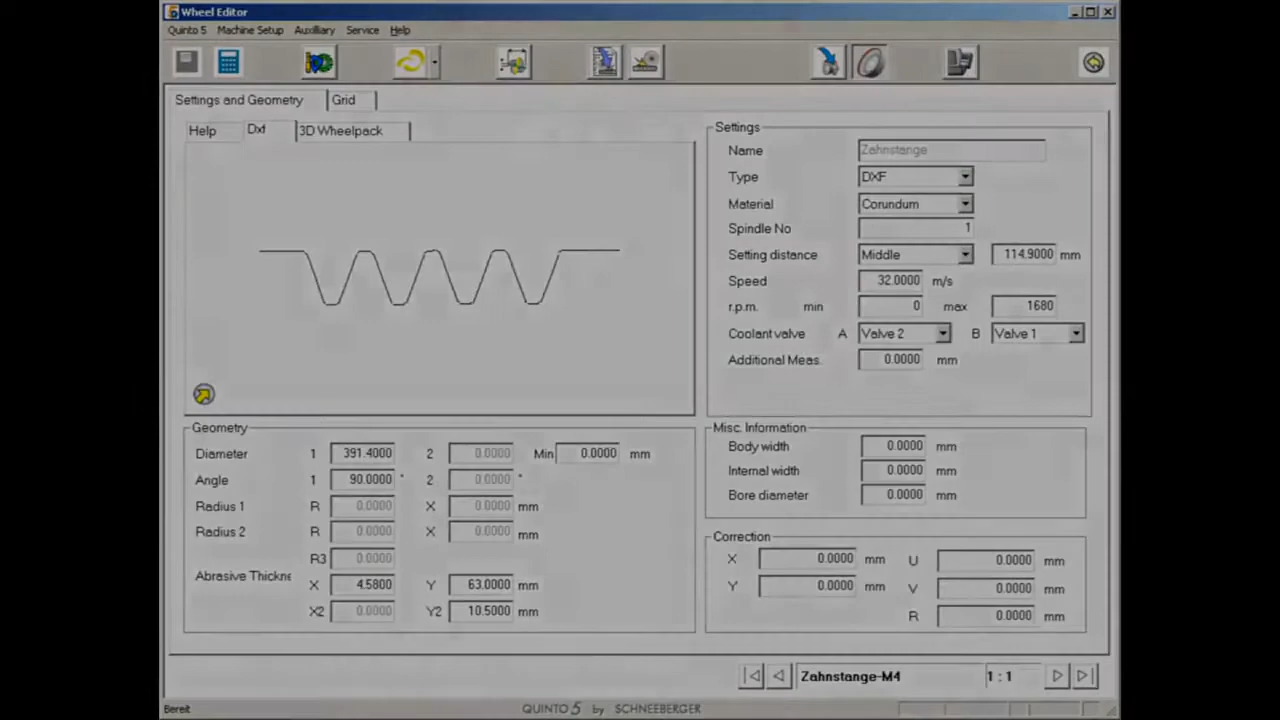 Wheel Editor
Quinto 5 Machine Setup Auxilliary Service Help
Settings and Geometry Grid
Help Dxf 3D Wheelpack
Settings
Name Zahnstange
Type DXF
Material Corundum
Spindle No 1
Setting distance Middle 114.9000 mm
Speed 32.0000 m/s
r.p.m. min 0 max 1680
Coolant valve A Valve 2 B Valve 1
Additional Meas. 0.0000 mm
Geometry
Diameter 1 391.4000 2 0.0000 Min 0.0000 mm
Angle 1 90.0000 ° 2 0.0000 °
Radius 1 R 0.0000 X 0.0000 mm
Radius 2 R 0.0000 X 0.0000 mm
R3 0.0000
Abrasive Thickne
X 4.5800 Y 63.0000 mm
X2 0.0000 Y2 10.5000 mm
Misc. Information
Body width 0.0000 mm
Internal width 0.0000 mm
Bore diameter 0.0000 mm
Correction
X 0.0000 mm U 0.0000 mm
Y 0.0000 mm V 0.0000 mm
R 0.0000 mm
Zahnstange-M4 1 : 1
Bereit QUINTO 5 by SCHNEEBERGER